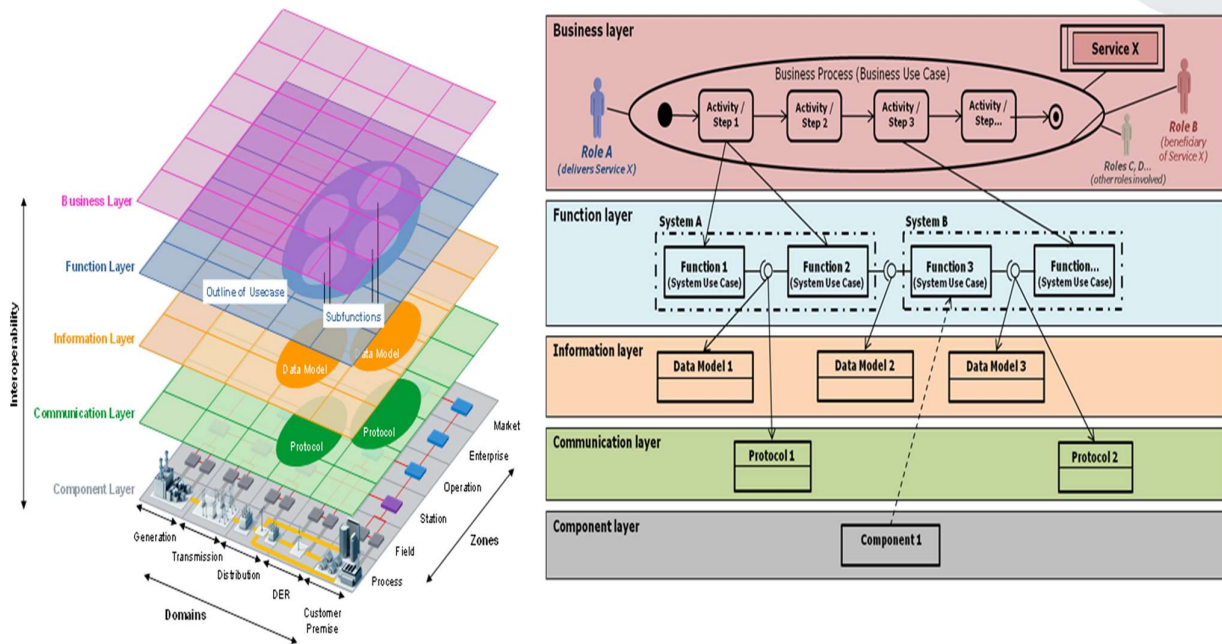 Interoperability
Business Layer
Function Layer
Information Layer
Communication Layer
Component Layer
Outline of Usecase
Subfunctions
Data Model
Data Model
Protocol
Protocol
Market
Enterprise
Operation
Station
Field
Process
Zones
Generation
Transmission
Distribution
DER
Customer
Premise
Domains
Business layer
Service X
Business Process (Business Use Case)
Activity /
Step 1
Activity /
Step 2
Activity /
Step 3
Activity /
Step...
Role A
(delivers Service X)
Role B
(beneficiary
of Service X)
Roles C, D...
(other roles involved)
Function layer
System A
System B
Function 1
(System Use Case)
Function 2
(System Use Case)
Function 3
(System Use Case)
Function...
(System Use Case)
Information layer
Data Model 1
Data Model 2
Data Model 3
Communication layer
Protocol 1
Protocol 2
Component layer
Component 1